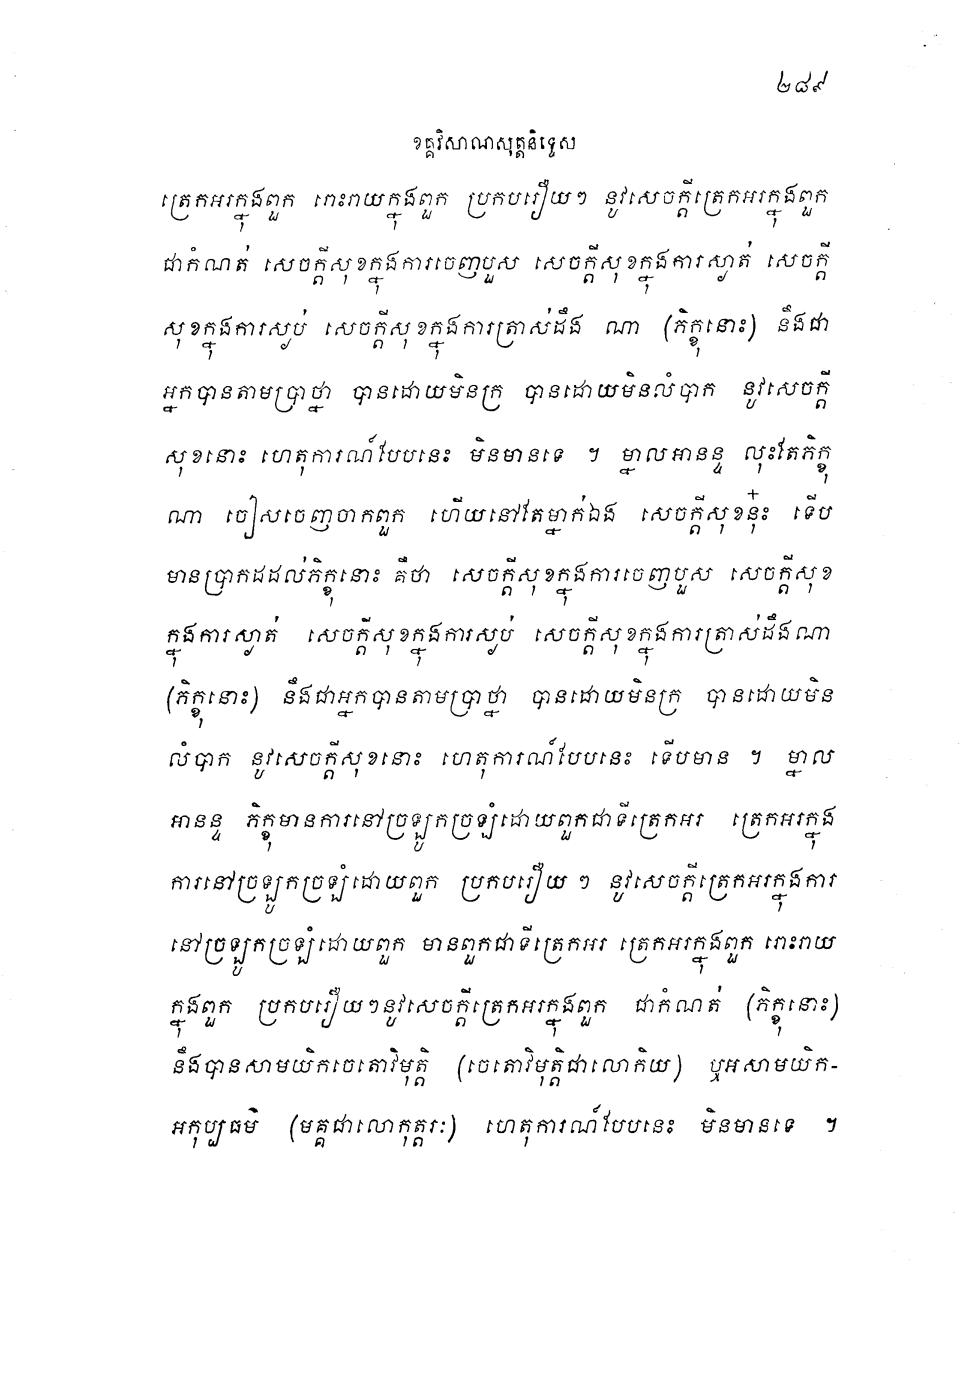 ២៨៩
ខគ្គវិសាណសុត្តនិទ្ទេស
ត្រេកអរក្នុងពួក រោះរាយក្នុងពួក ប្រកបរឿយៗ នូវសេចក្តីត្រេកអរក្នុងពួក
ជាកំណត់ សេចក្តីសុខក្នុងការចេញបួស សេចក្តីសុខក្នុងការស្ងាត់ សេចក្តី
សុខក្នុងការស្ងប់ សេចក្តីសុខក្នុងការត្រាស់ដឹង ណា (ភិក្ខុនោះ) នឹងជា
អ្នកបានតាមប្រាថ្នា បានដោយមិនក្រ បានដោយមិនលំបាក នូវសេចក្តី
សុខនោះ ហេតុការណ៍បែបនេះ មិនមានទេ ។ ម្នាលអានន្ទ លុះតែភិក្ខុ
ណា ចៀសចេញចាកពួក ហើយនៅតែម្នាក់ឯង សេចក្តីសុខនុ៎ះ ទើប
មានប្រាកដដល់ភិក្ខុនោះ គឺថា សេចក្តីសុខក្នុងការចេញបួស សេចក្តីសុខ
ក្នុងការស្ងាត់ សេចក្តីសុខក្នុងការស្ងប់ សេចក្តីសុខក្នុងការត្រាស់ដឹងណា
(ភិក្ខុនោះ) នឹងជាអ្នកបានតាមប្រាថ្នា បានដោយមិនក្រ បានដោយមិន
លំបាក នូវសេចក្តីសុខនោះ ហេតុការណ៍បែបនេះ ទើបមាន ។ ម្នាល
អានន្ទ ភិក្ខុមានការនៅច្រឡូកច្រឡំដោយពួកជាទីត្រេកអរ ត្រេកអរក្នុង
ការនៅច្រឡូកច្រឡំដោយពួក ប្រកបរឿយ ៗ នូវសេចក្តីត្រេកអរក្នុងការ
នៅច្រឡូកច្រឡំដោយពួក មានពួកជាទីត្រេកអរ ត្រេកអរក្នុងពួក រោះរាយ
ក្នុងពួក ប្រកបរឿយៗនូវសេចក្តីត្រេកអរក្នុងពួក ជាកំណត់ (ភិក្ខុនោះ)
នឹងបានសាមយិកចេតោវិមុត្តិ (ចេតោវិមុត្តិជាលោកិយ) ឬអសាមយិក-
អកុប្បធម៌ (មគ្គជាលោកុត្តរៈ) ហេតុការណ៍បែបនេះ មិនមានទេ ។